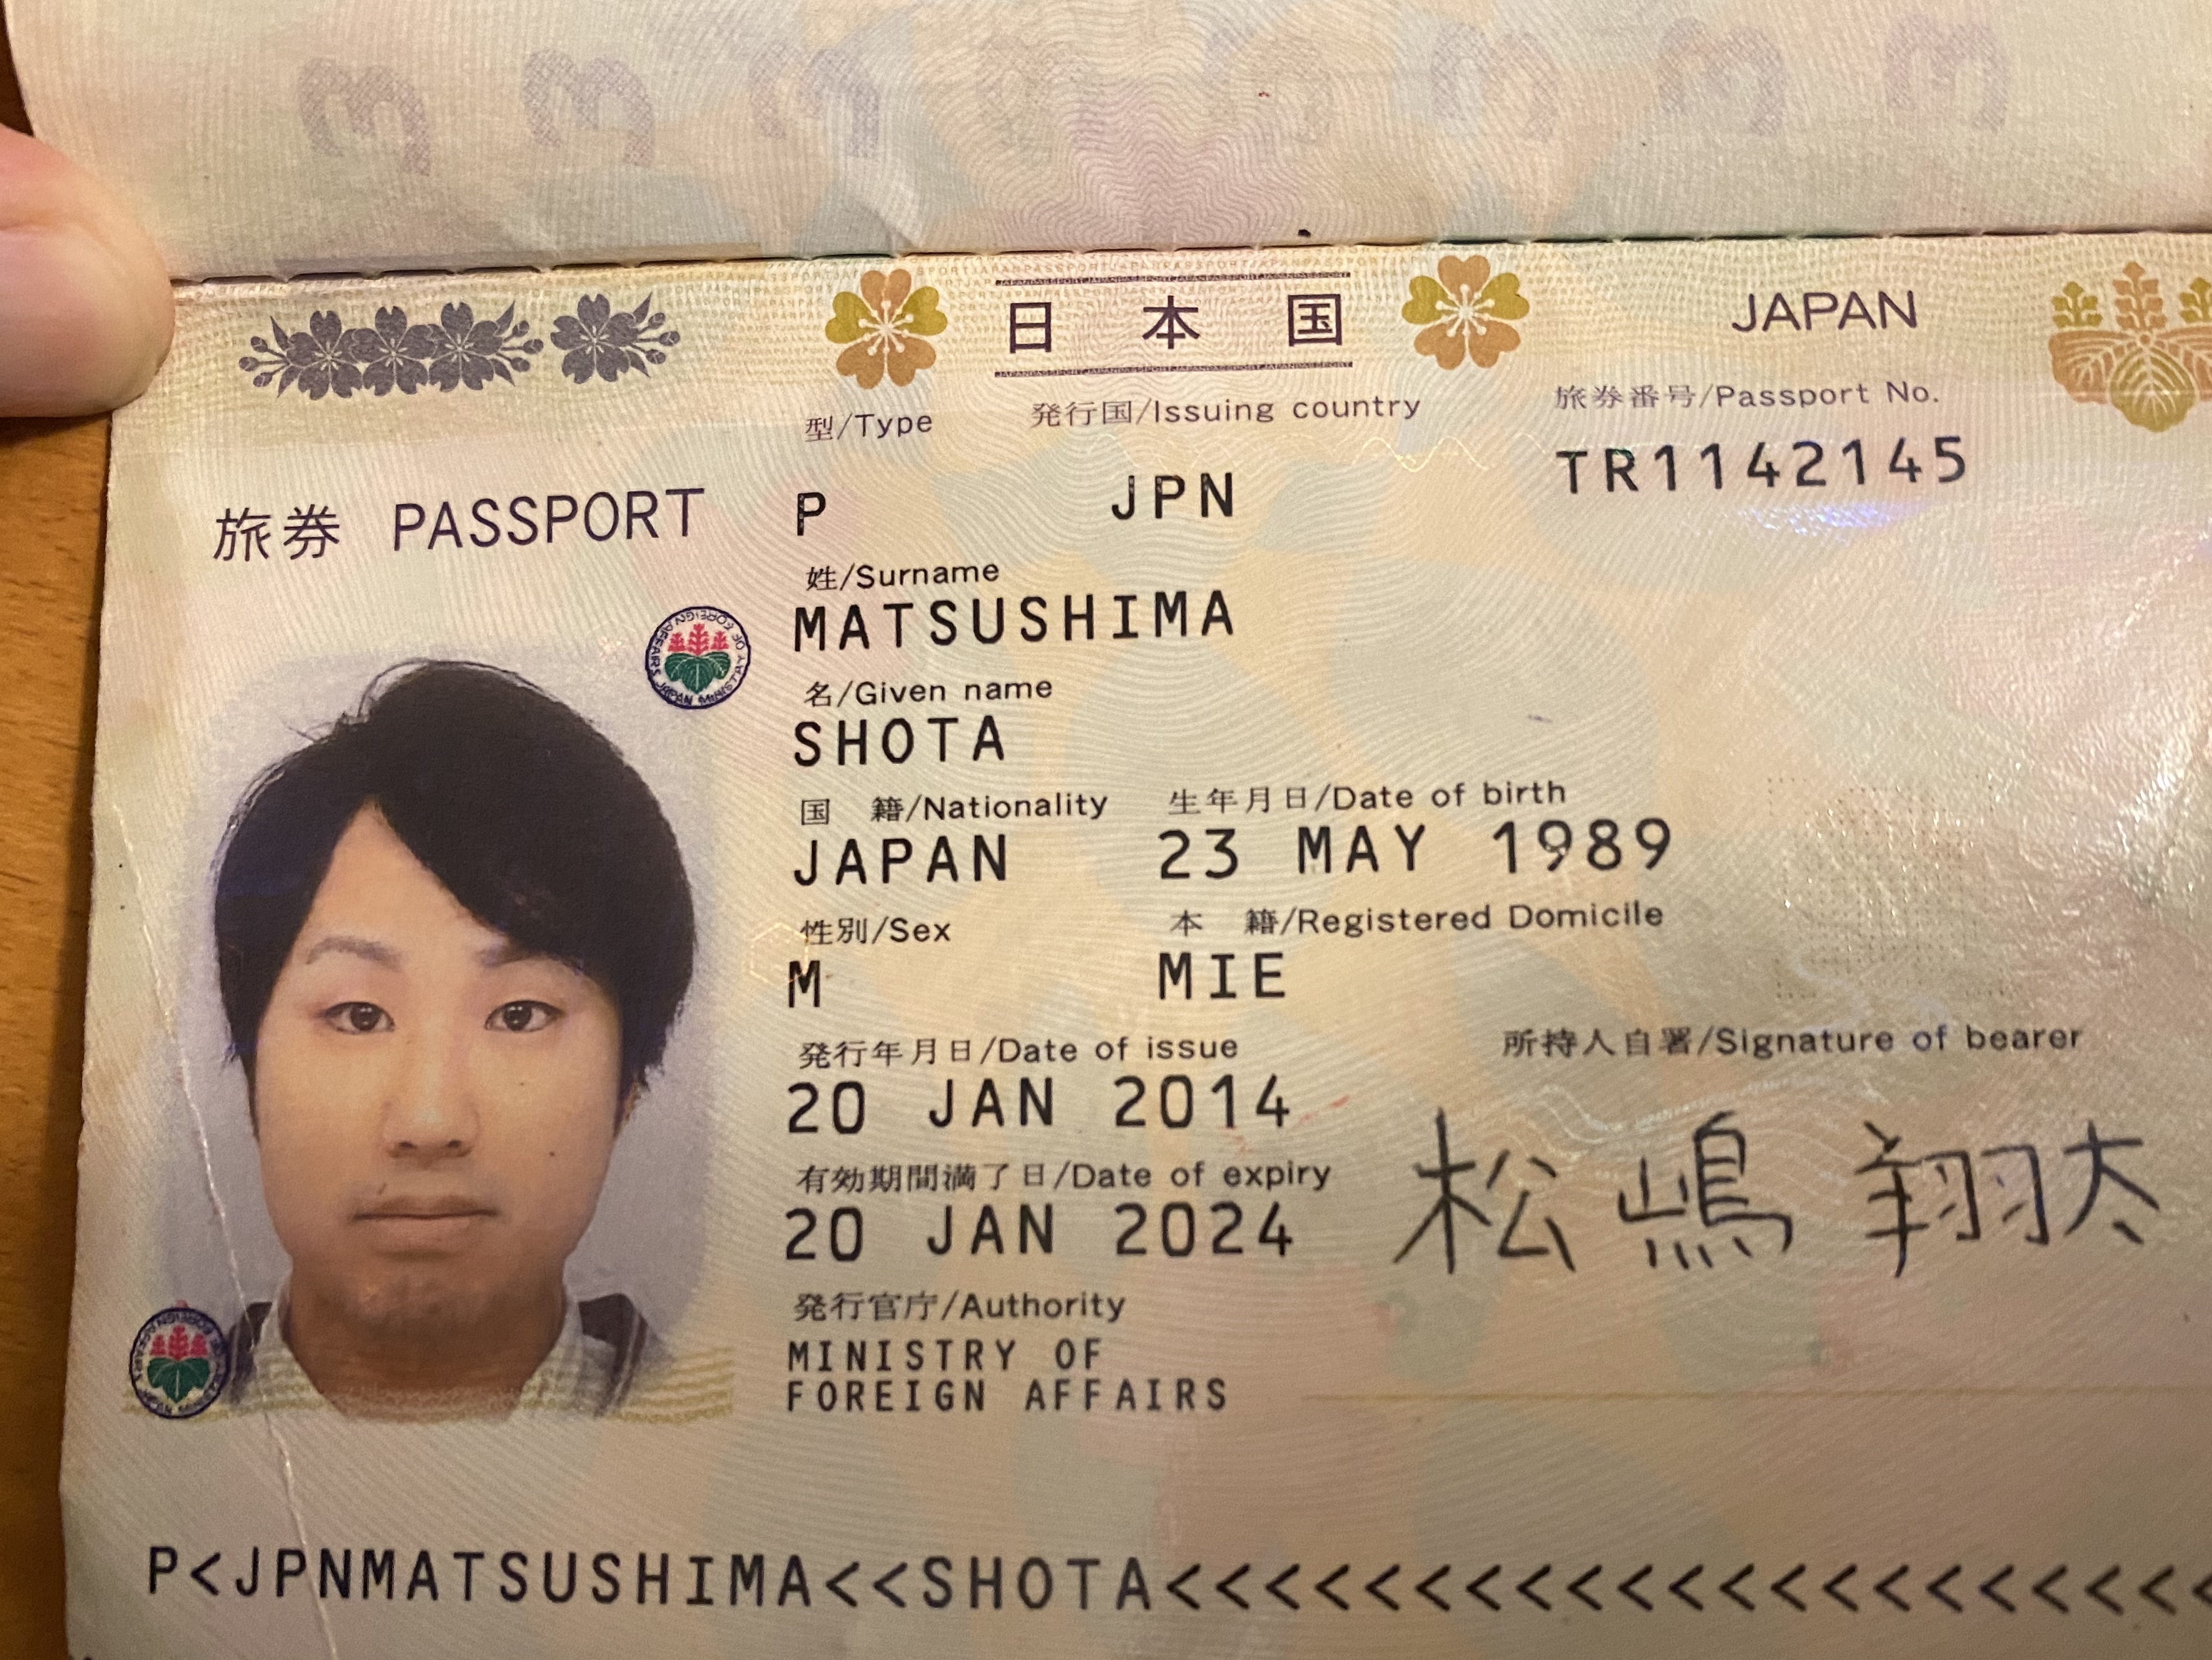 日 本 国
JAPAN
型/Type
発行国/Issuing country
旅券番号/Passport No.
旅券 PASSPORT
P
JPN
TR1142145
姓/Surname
MATSUSHIMA
名/Given name
SHOTA
国 籍/Nationality
生年月日/Date of birth
JAPAN
23 MAY 1989
性別/Sex
本 籍/Registered Domicile
M
MIE
発行年月日/Date of issue
所持人自署/Signature of bearer
20 JAN 2014
有効期間満了日/Date of expiry
松嶋 翔太
20 JAN 2024
発行官庁/Authority
MINISTRY OF
FOREIGN AFFAIRS
P<JPNMATSUSHIMA<<SHOTA<<<<<<<<<<<<<<<<<<<<<